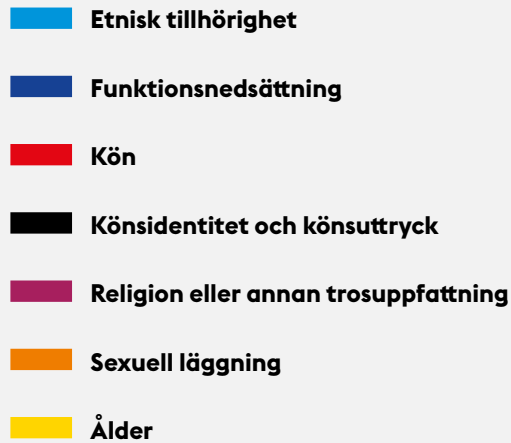 Etnisk tillhörighet
Funktionsnedsättning
Kön
Könsidentitet och könsuttryck
Religion eller annan trosuppfattning
Sexuell läggning
Ålder